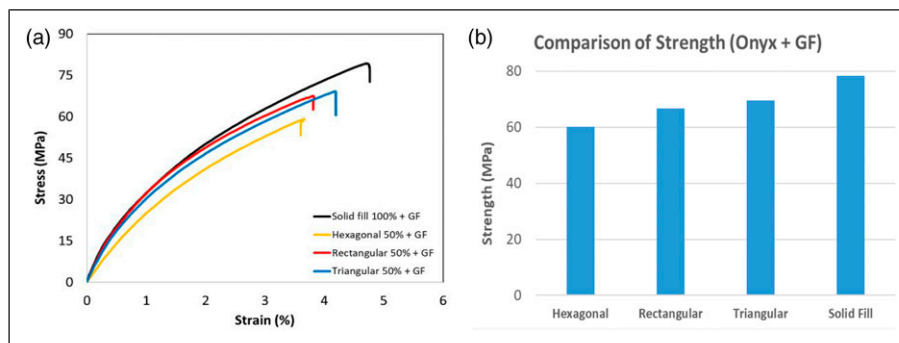 (a)
90
75
60
45
30
15
0
Stress (MPa)
Solid fill 100% + GF
Hexagonal 50% + GF
Rectangular 50% + GF
Triangular 50% + GF
0 1 2 3 4 5 6
Strain (%)
(b)
Comparison of Strength (Onyx + GF)
80
60
40
20
0
Strength (MPa)
Hexagonal Rectangular Triangular Solid Fill